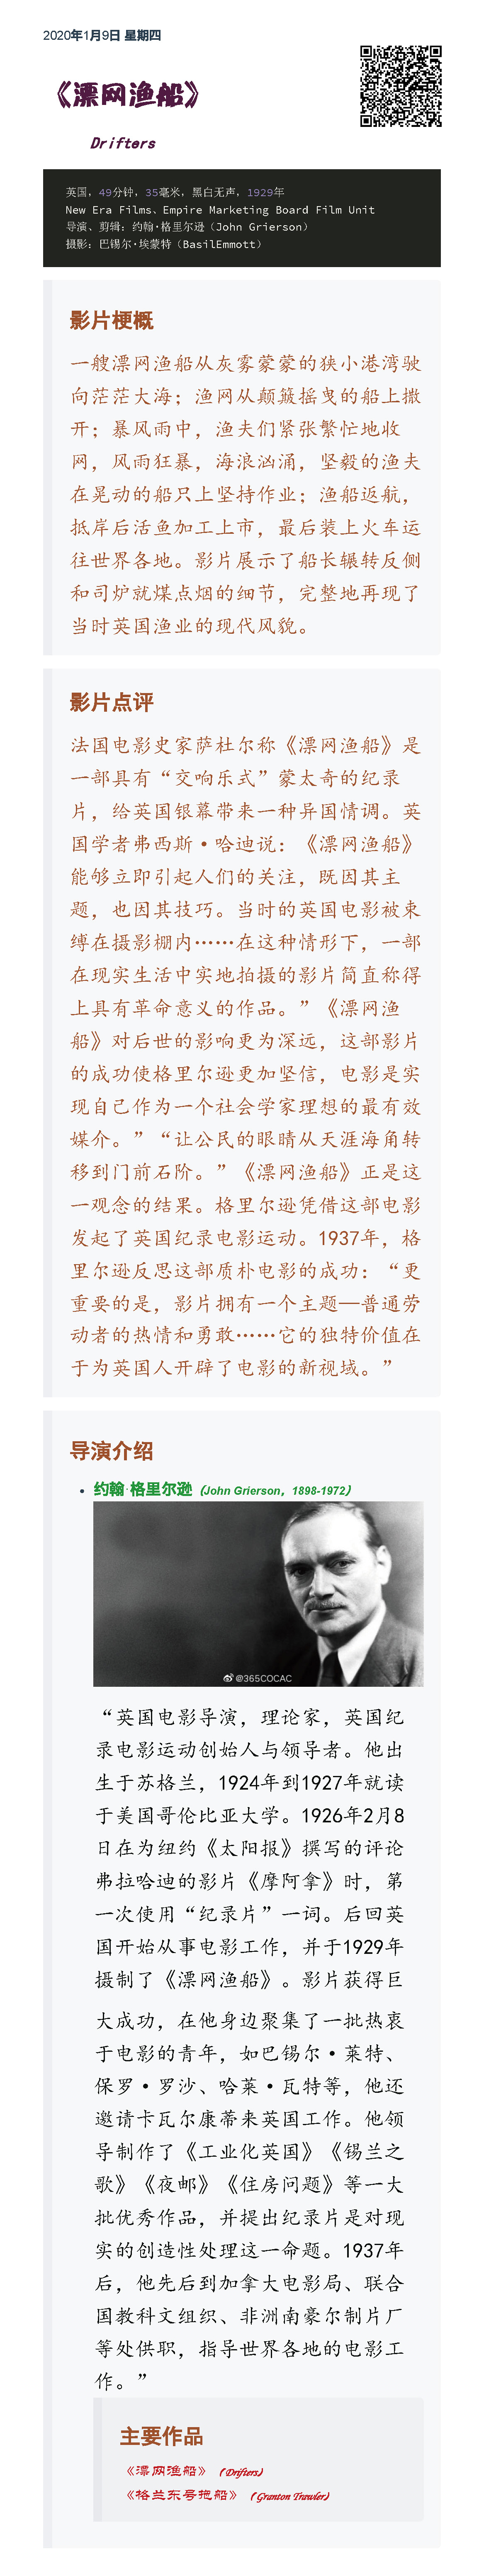 2020年1月9日 星期四
《漂网渔船》
Drifters
英国，49分钟，35毫米，黑白无声，1929年
New Era Films、Empire Marketing Board Film Unit
导演、剪辑：约翰·格里尔逊（John Grierson）
摄影：巴锡尔·埃蒙特（BasilEmmott）
影片梗概
一艘漂网渔船从灰雾蒙蒙的狭小港湾驶
向茫茫大海；渔网从颠簸摇曳的船上撒
开；暴风雨中，渔夫们紧张繁忙地收
网，风雨狂暴，海浪汹涌，坚毅的渔夫
在晃动的船只上坚持作业；渔船返航，
抵岸后活鱼加工上市，最后装上火车运
往世界各地。影片展示了船长辗转反侧
和司炉就煤点烟的细节，完整地再现了
当时英国渔业的现代风貌。
影片点评
法国电影史家萨杜尔称《漂网渔船》是
一部具有“交响乐式”蒙太奇的纪录
片，给英国银幕带来一种异国情调。英
国学者弗西斯·哈迪说：《漂网渔船》
能够立即引起人们的关注，既因其主
题，也因其技巧。当时的英国电影被束
缚在摄影棚内……在这种情形下，一部
在现实生活中实地拍摄的影片简直称得
上具有革命意义的作品。”《漂网渔
船》对后世的影响更为深远，这部影片
的成功使格里尔逊更加坚信，电影是实
现自己作为一个社会学家理想的最有效
媒介。”“让公民的眼睛从天涯海角转
移到门前石阶。”《漂网渔船》正是这
一观念的结果。格里尔逊凭借这部电影
发起了英国纪录电影运动。1937年，格
里尔逊反思这部质朴电影的成功：“更
重要的是，影片拥有一个主题—普通劳
动者的热情和勇敢……它的独特价值在
于为英国人开辟了电影的新视域。”
导演介绍
约翰·格里尔逊（John Grierson，1898-1972）
@365COCAC
“英国电影导演，理论家，英国纪
录电影运动创始人与领导者。他出
生于苏格兰，1924年到1927年就读
于美国哥伦比亚大学。1926年2月8
日在为纽约《太阳报》撰写的评论
弗拉哈迪的影片《摩阿拿》时，第
一次使用“纪录片”一词。后回英
国开始从事电影工作，并于1929年
摄制了《漂网渔船》。影片获得巨
大成功，在他身边聚集了一批热衷
于电影的青年，如巴锡尔·莱特、
保罗·罗沙、哈莱·瓦特等，他还
邀请卡瓦尔康蒂来英国工作。他领
导制作了《工业化英国》《锡兰之
歌》《夜邮》《住房问题》等一大
批优秀作品，并提出纪录片是对现
实的创造性处理这一命题。1937年
后，他先后到加拿大电影局、联合
国教科文组织、非洲南豪尔制片厂
等处供职，指导世界各地的电影工
作。”
主要作品
《漂网渔船》（Drifters）
《格兰东号拖船》（Granton Trawler）